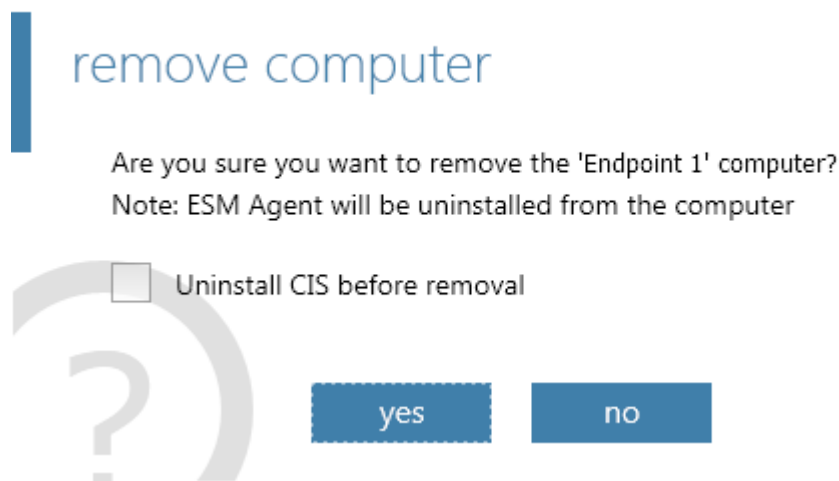 remove computer
Are you sure you want to remove the 'Endpoint 1' computer?
Note: ESM Agent will be uninstalled from the computer
Uninstall CIS before removal
?
yes no